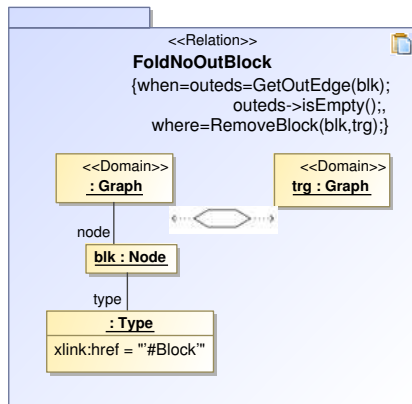 <<Relation>>
FoldNoOutBlock
{when=outeds=GetOutEdge(blk);
outeds->isEmpty();,
where=RemoveBlock(blk,trg);}
<<Domain>>
: Graph
<<Domain>>
trg : Graph
node
blk : Node
type
: Type
xlink:href = "'#Block'"